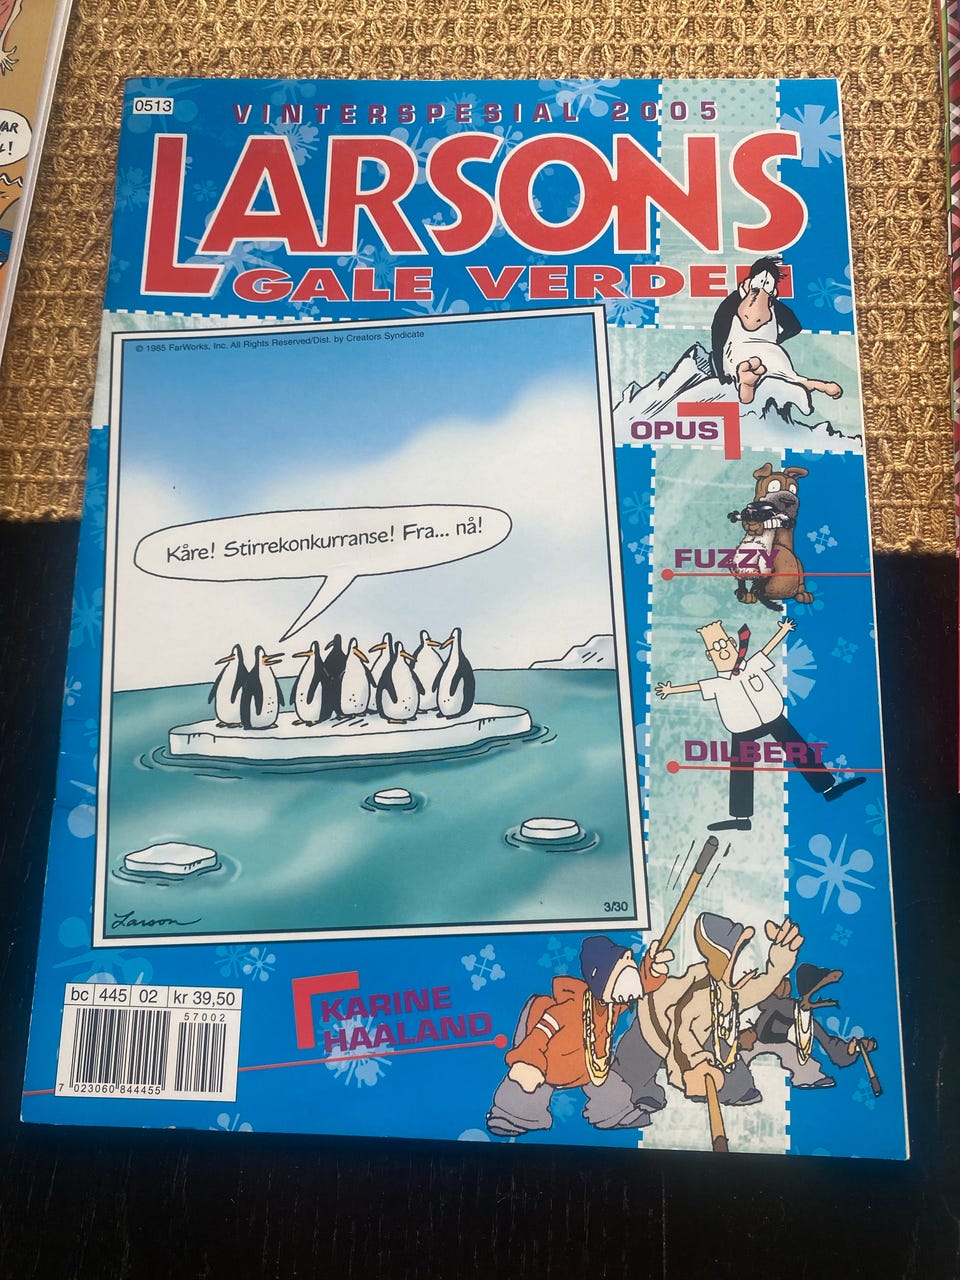 0513
VINTERSPESIAL 2005
LARSONS
GALE VERDEN
© 1985 FarWorks, Inc. All Rights Reserved/Dist. by Creators Syndicate
OPUS
Kåre! Stirrekonkurranse! Fra... nå!
FUZZY
DILBERT
Larson
3/30
KARINE
HAALAND
bc 445 02 kr 39,50
57002
7 023060 844455
VAR
L!